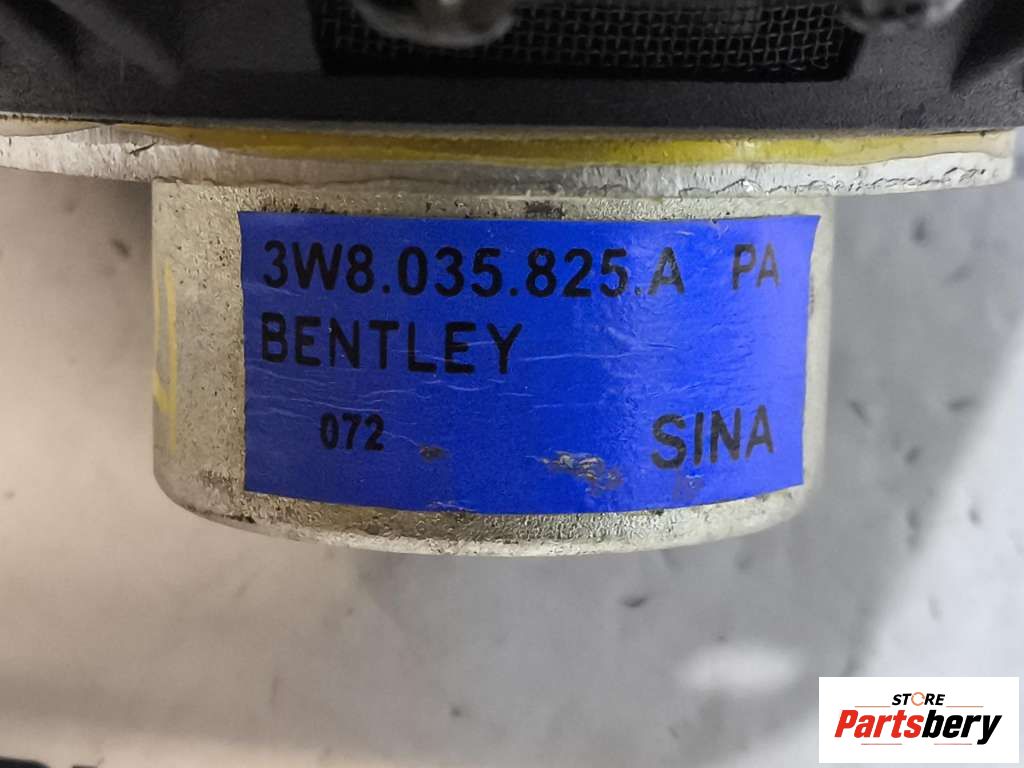 3W8.035.825.A PA
BENTLEY
072 SINA
STORE
Partsbery